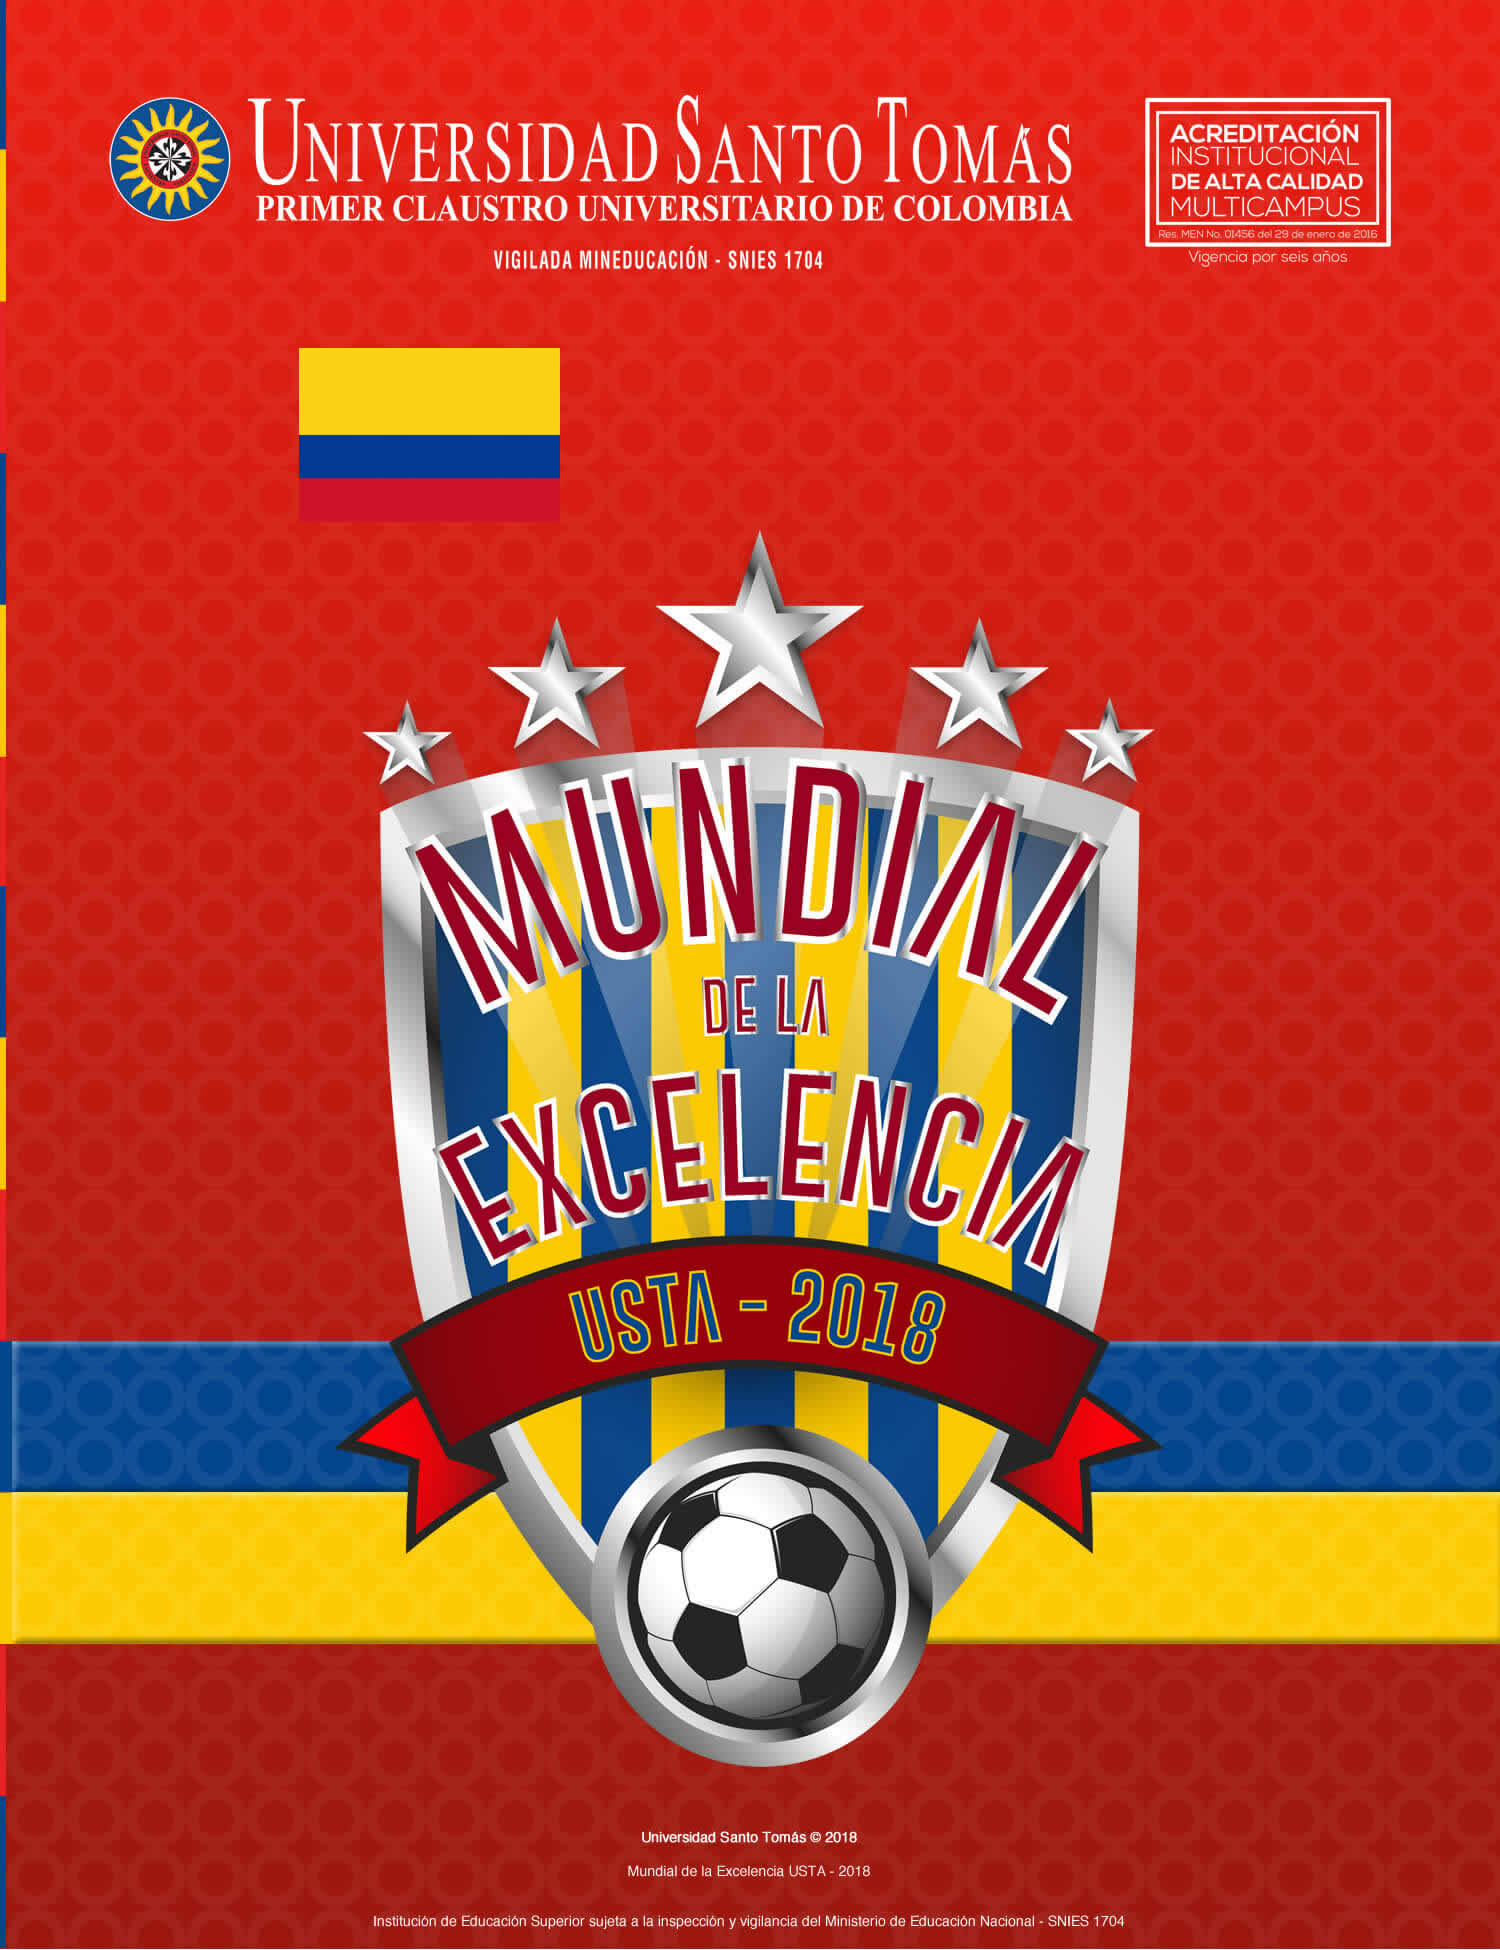 UNIVERSIDAD SANTO TOMÁS
PRIMER CLAUSTRO UNIVERSITARIO DE COLOMBIA
VIGILADA MINEDUCACIÓN - SNIES 1704
ACREDITACIÓN
INSTITUCIONAL
DE ALTA CALIDAD
MULTICAMPUS
Res. MEN No. 01456 del 29 de enero de 2016
Vigencia por seis años
MUNDIAL
DE LA
EXCELENCIA
USTA - 2018
Universidad Santo Tomás © 2018
Mundial de la Excelencia USTA - 2018
Institución de Educación Superior sujeta a la inspección y vigilancia del Ministerio de Educación Nacional - SNIES 1704